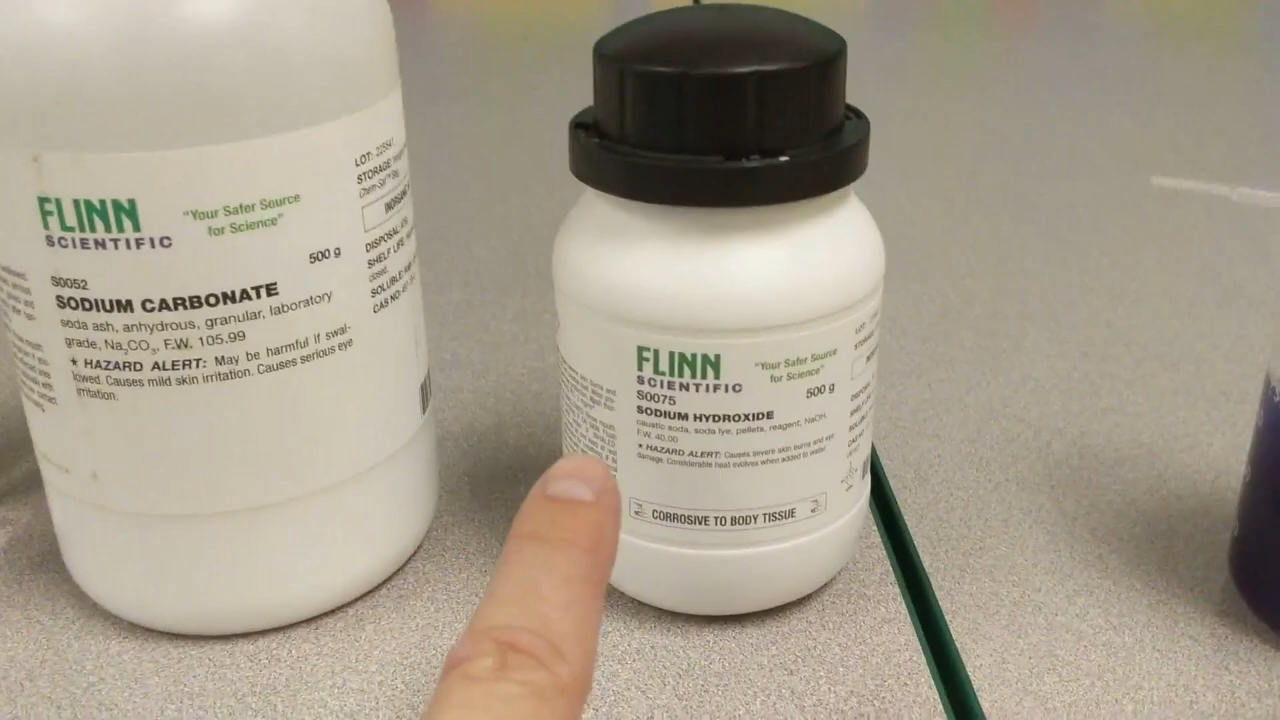 FLINN
SCIENTIFIC
"Your Safer Source
for Science"
500 g
S0052
SODIUM CARBONATE
soda ash, anhydrous, granular, laboratory
grade, Na₂CO₃, F.W. 105.99
★ HAZARD ALERT: May be harmful if swal-
lowed. Causes mild skin irritation. Causes serious eye
irritation.
LOT:
STORAGE:
Chem-Saf™ Bag
DISPOSAL:
SHELF LIFE:
closed.
SOLUBLE:
CAS NO:
FLINN
SCIENTIFIC
"Your Safer Source
for Science"
S0075
500 g
SODIUM HYDROXIDE
caustic soda, soda lye, pellets, reagent, NaOH,
F.W. 40.00
★ HAZARD ALERT: Causes severe skin burns and eye
damage. Considerable heat evolves when added to water.
CORROSIVE TO BODY TISSUE